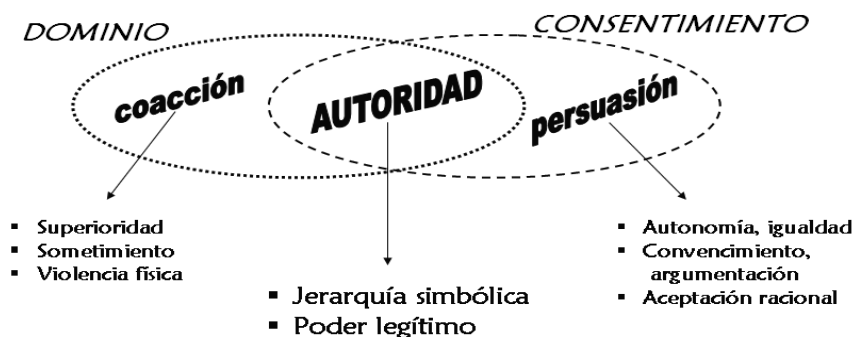 DOMINIO
CONSENTIMIENTO
coacción
AUTORIDAD
persuasión
▪ Superioridad
▪ Sometimiento
▪ Violencia física
▪ Jerarquía simbólica
▪ Poder legítimo
▪ Autonomía, igualdad
▪ Convencimiento,
argumentación
▪ Aceptación racional